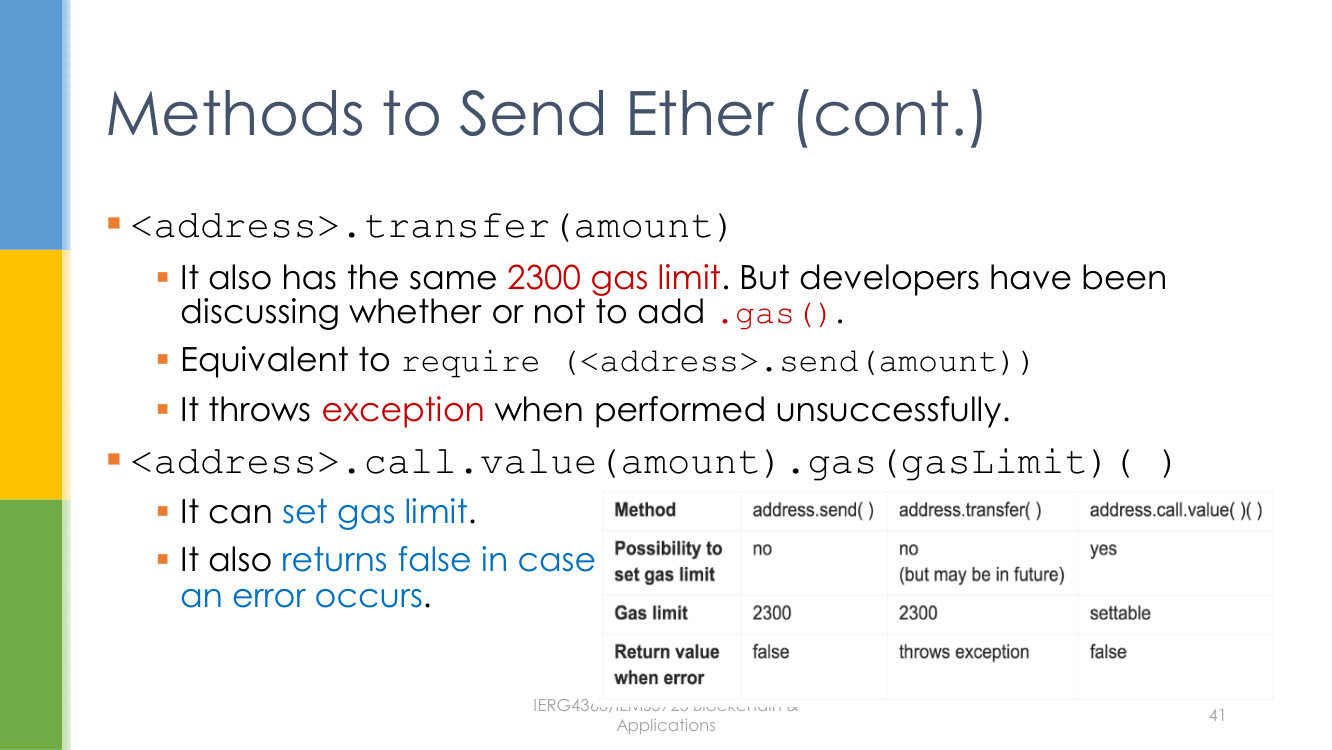 Methods to Send Ether (cont.)
<address>.transfer(amount)
It also has the same 2300 gas limit. But developers have been
discussing whether or not to add .gas().
Equivalent to require (<address>.send(amount))
It throws exception when performed unsuccessfully.
<address>.call.value(amount).gas(gasLimit)( )
It can set gas limit.
It also returns false in case
an error occurs.
Method address.send( ) address.transfer( ) address.call.value( )( )
Possibility to no no yes
set gas limit (but may be in future)
Gas limit 2300 2300 settable
Return value false throws exception false
when error
Blockchain &
Applications
41